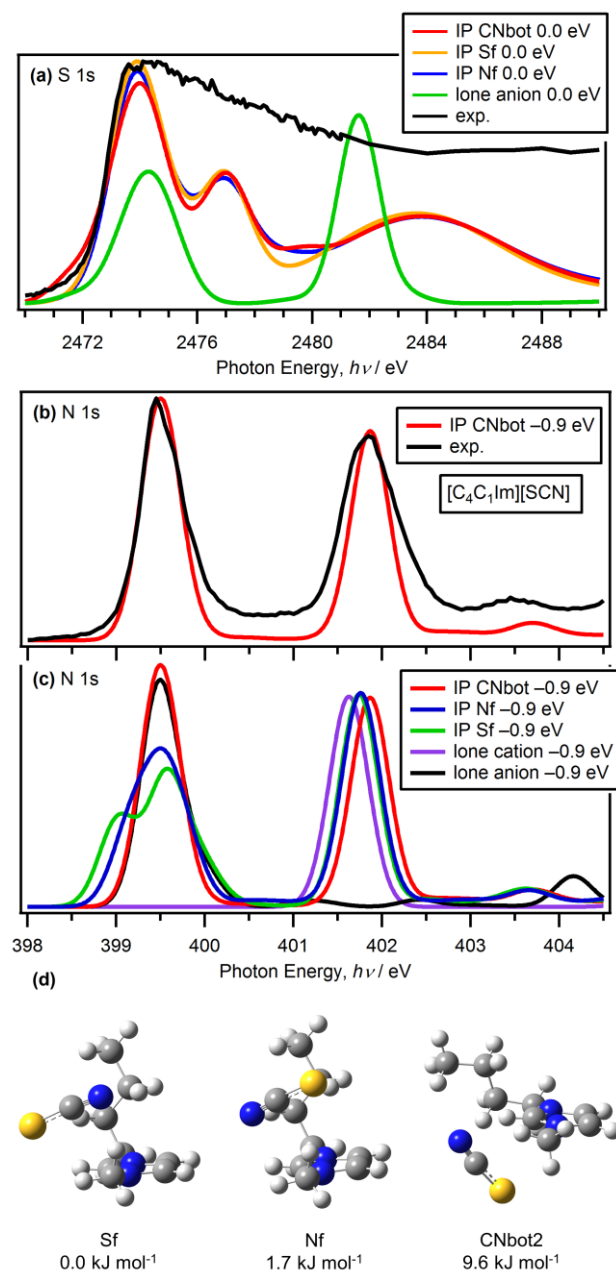 (a) S 1s
IP CNbot 0.0 eV
IP Sf 0.0 eV
IP Nf 0.0 eV
lone anion 0.0 eV
exp.
2472 2476 2480 2484 2488
Photon Energy, hν / eV
(b) N 1s
IP CNbot –0.9 eV
exp.
[C₄C₁Im][SCN]
(c) N 1s
IP CNbot –0.9 eV
IP Nf –0.9 eV
IP Sf –0.9 eV
lone cation –0.9 eV
lone anion –0.9 eV
398 399 400 401 402 403 404
Photon Energy, hν / eV
(d)
Sf Nf CNbot2
0.0 kJ mol⁻¹ 1.7 kJ mol⁻¹ 9.6 kJ mol⁻¹